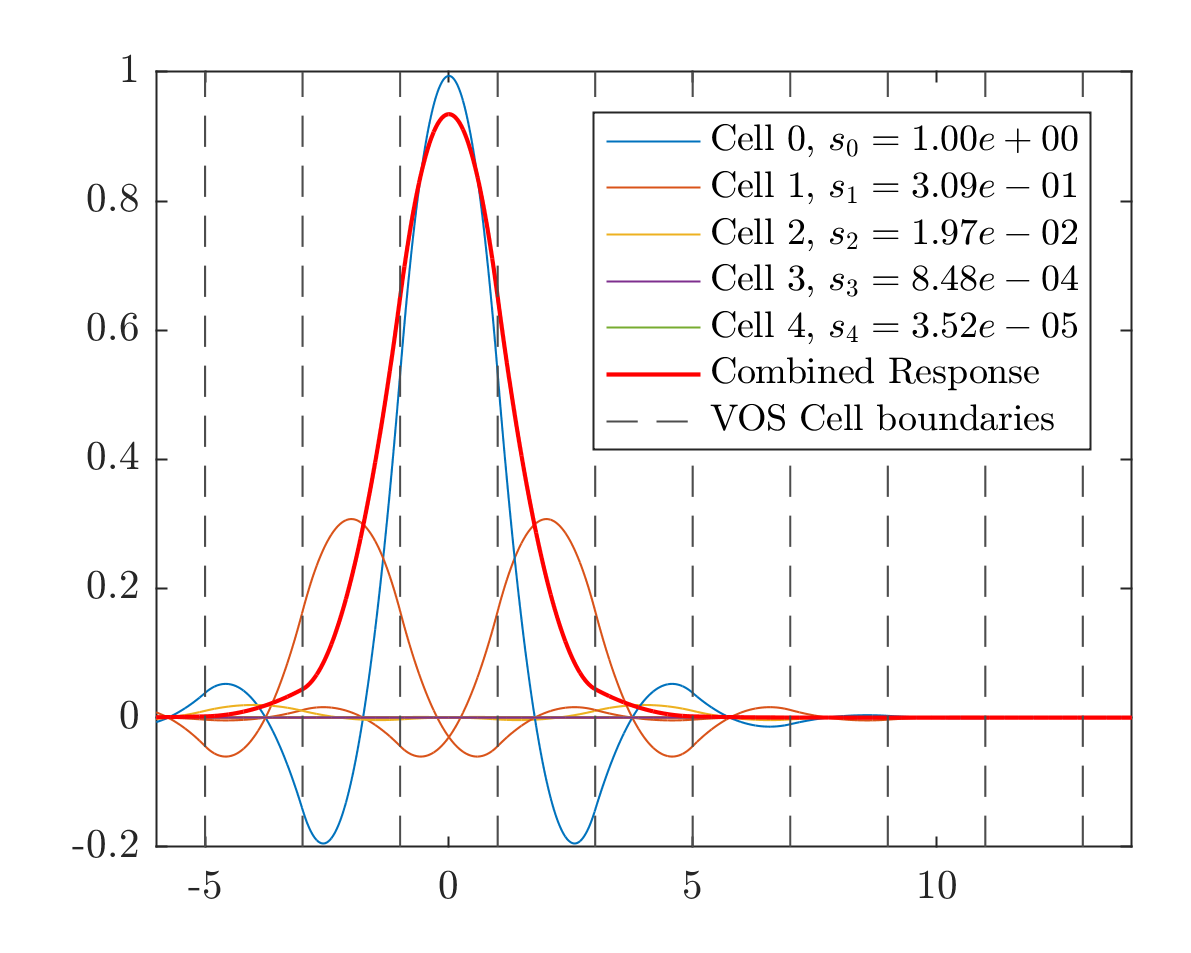 1
0.8
0.6
0.4
0.2
0
-0.2
-5 0 5 10
Cell 0, s₀ = 1.00e + 00
Cell 1, s₁ = 3.09e − 01
Cell 2, s₂ = 1.97e − 02
Cell 3, s₃ = 8.48e − 04
Cell 4, s₄ = 3.52e − 05
Combined Response
VOS Cell boundaries